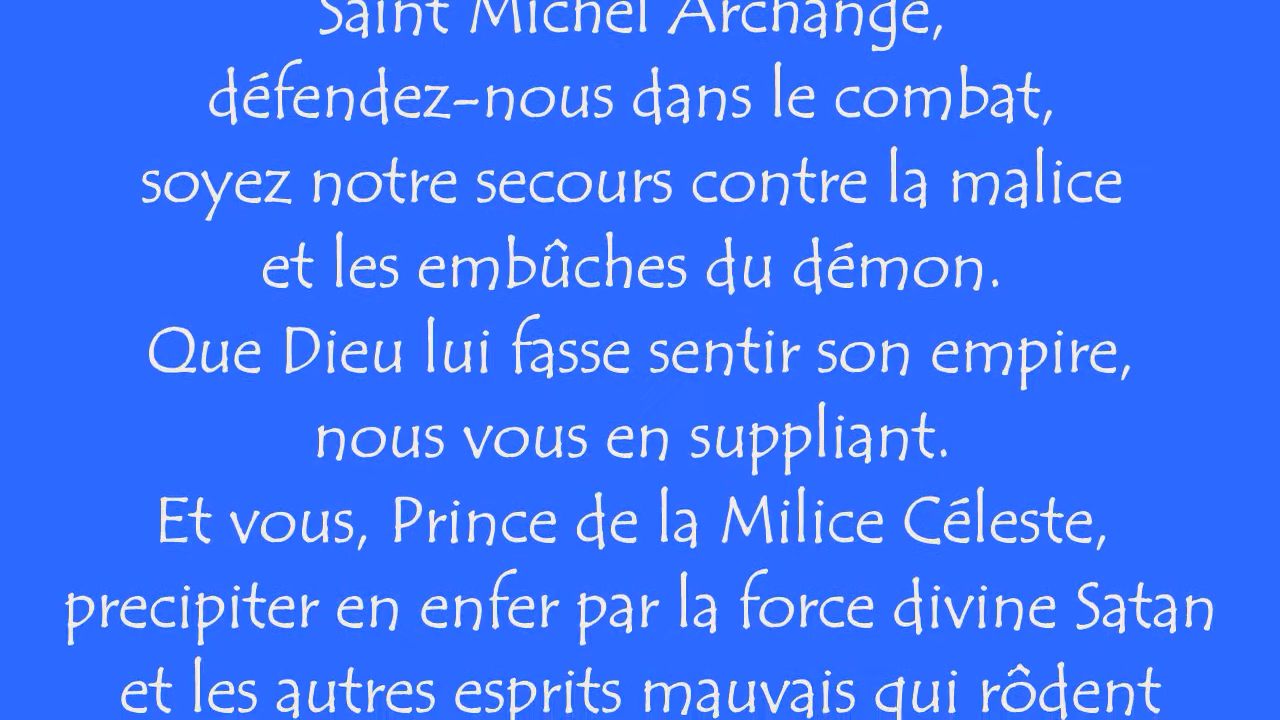 Saint Michel Archange,
défendez-nous dans le combat,
soyez notre secours contre la malice
et les embûches du démon.
Que Dieu lui fasse sentir son empire,
nous vous en suppliant.
Et vous, Prince de la Milice Céleste,
precipiter en enfer par la force divine Satan
et les autres esprits mauvais qui rôdent